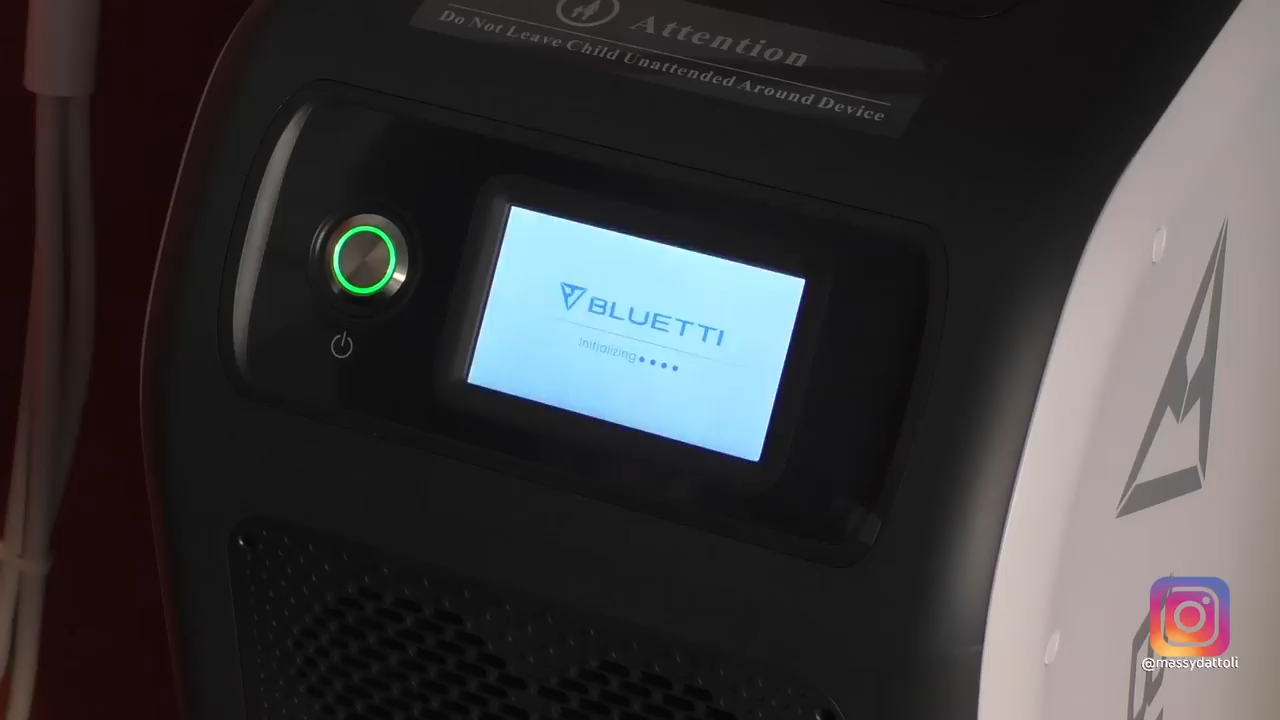 Attention
Do Not Leave Child Unattended Around Device
BLUETTI
Initializing
@massydattoli